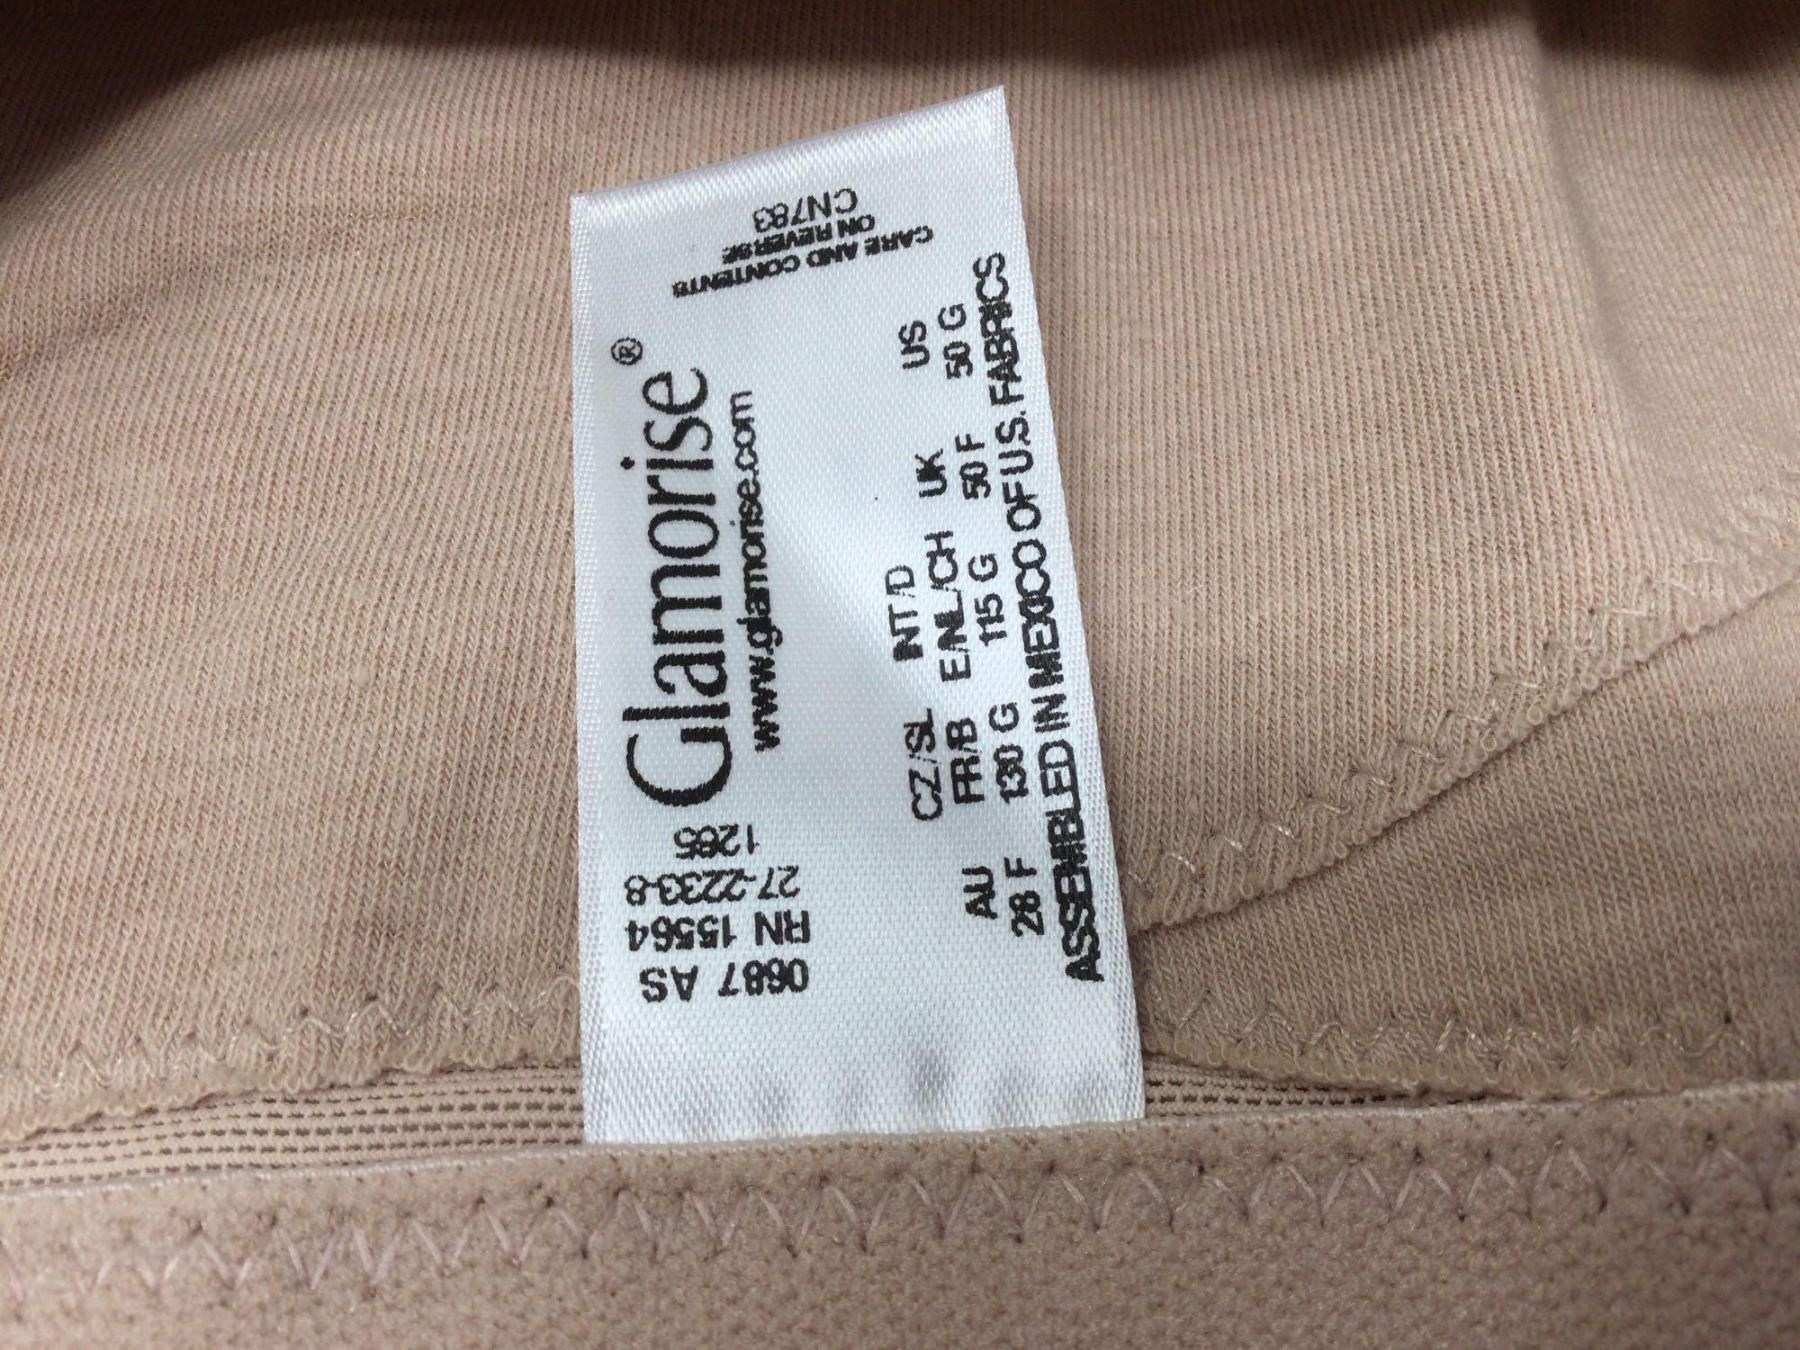 Glamorise®
www.glamorise.com
CZ/SL INT/D
AU FR/B E/NL/CH UK US
28 F 130 G 115 G 50 F 50 G
ASSEMBLED IN MEXICO OF U.S. FABRICS
CARE AND CONTENTS
ON REVERSE
CN783
0687 AS
RN 15564
27-2233-8
1265